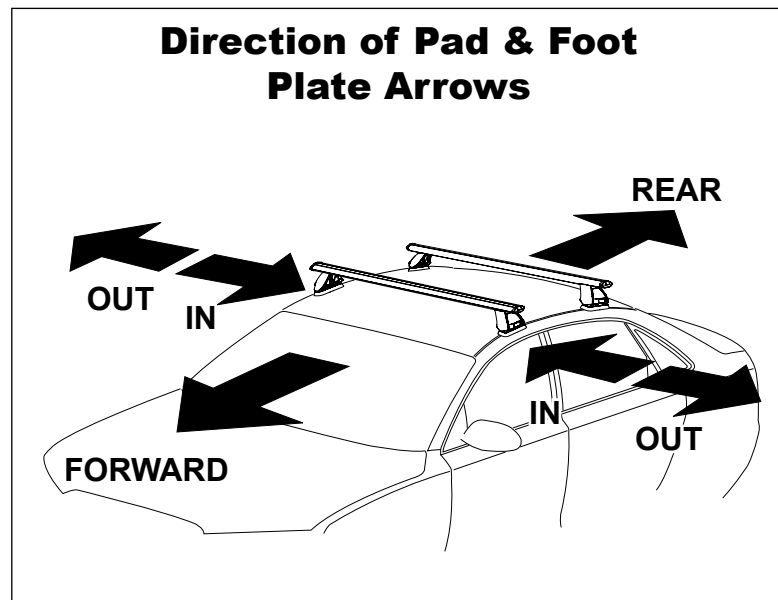 Direction of Pad & Foot
Plate Arrows
REAR
OUT
IN
IN
OUT
FORWARD